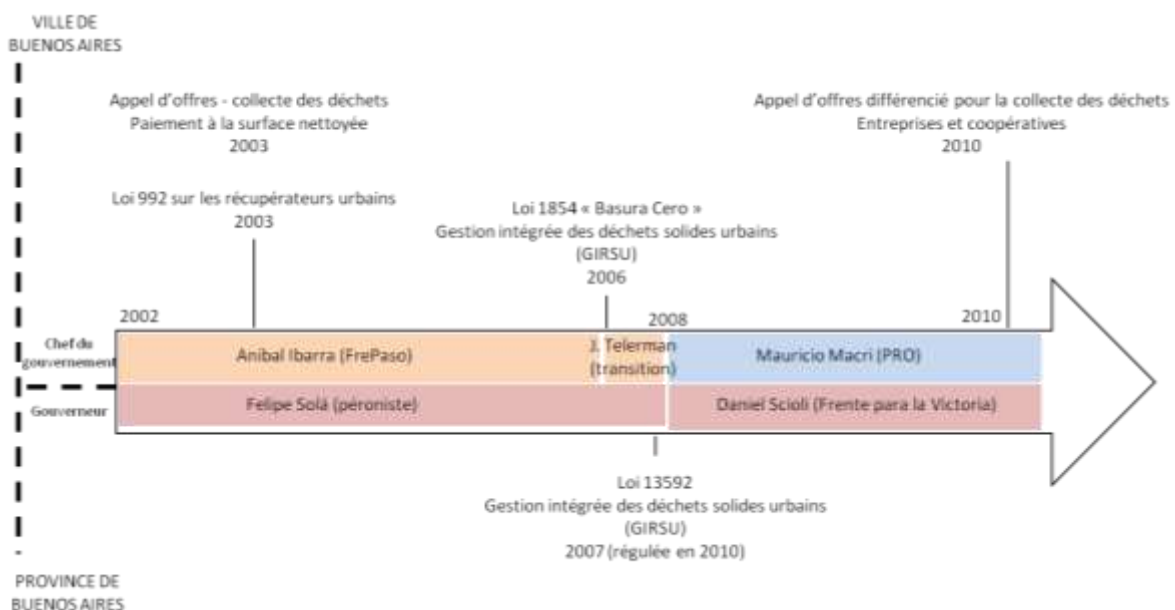 VILLE DE
BUENOS AIRES
Appel d'offres - collecte des déchets
Paiement à la surface nettoyée
2003
Appel d'offres différencié pour la collecte des déchets
Entreprises et coopératives
2010
Loi 992 sur les récupérateurs urbains
2003
Loi 1854 « Basura Cero »
Gestion intégrée des déchets solides urbains
(GIRSU)
2006
2002
2008
2010
Chef du
gouvernement
Anibal Ibarra (FrePaso)
J. Telerman
(transition)
Mauricio Macri (PRO)
Gouverneur
Felipe Solá (péroniste)
Daniel Scioli (Frente para la Victoria)
Loi 13592
Gestion intégrée des déchets solides urbains
(GIRSU)
2007 (régulée en 2010)
PROVINCE DE
BUENOS AIRES